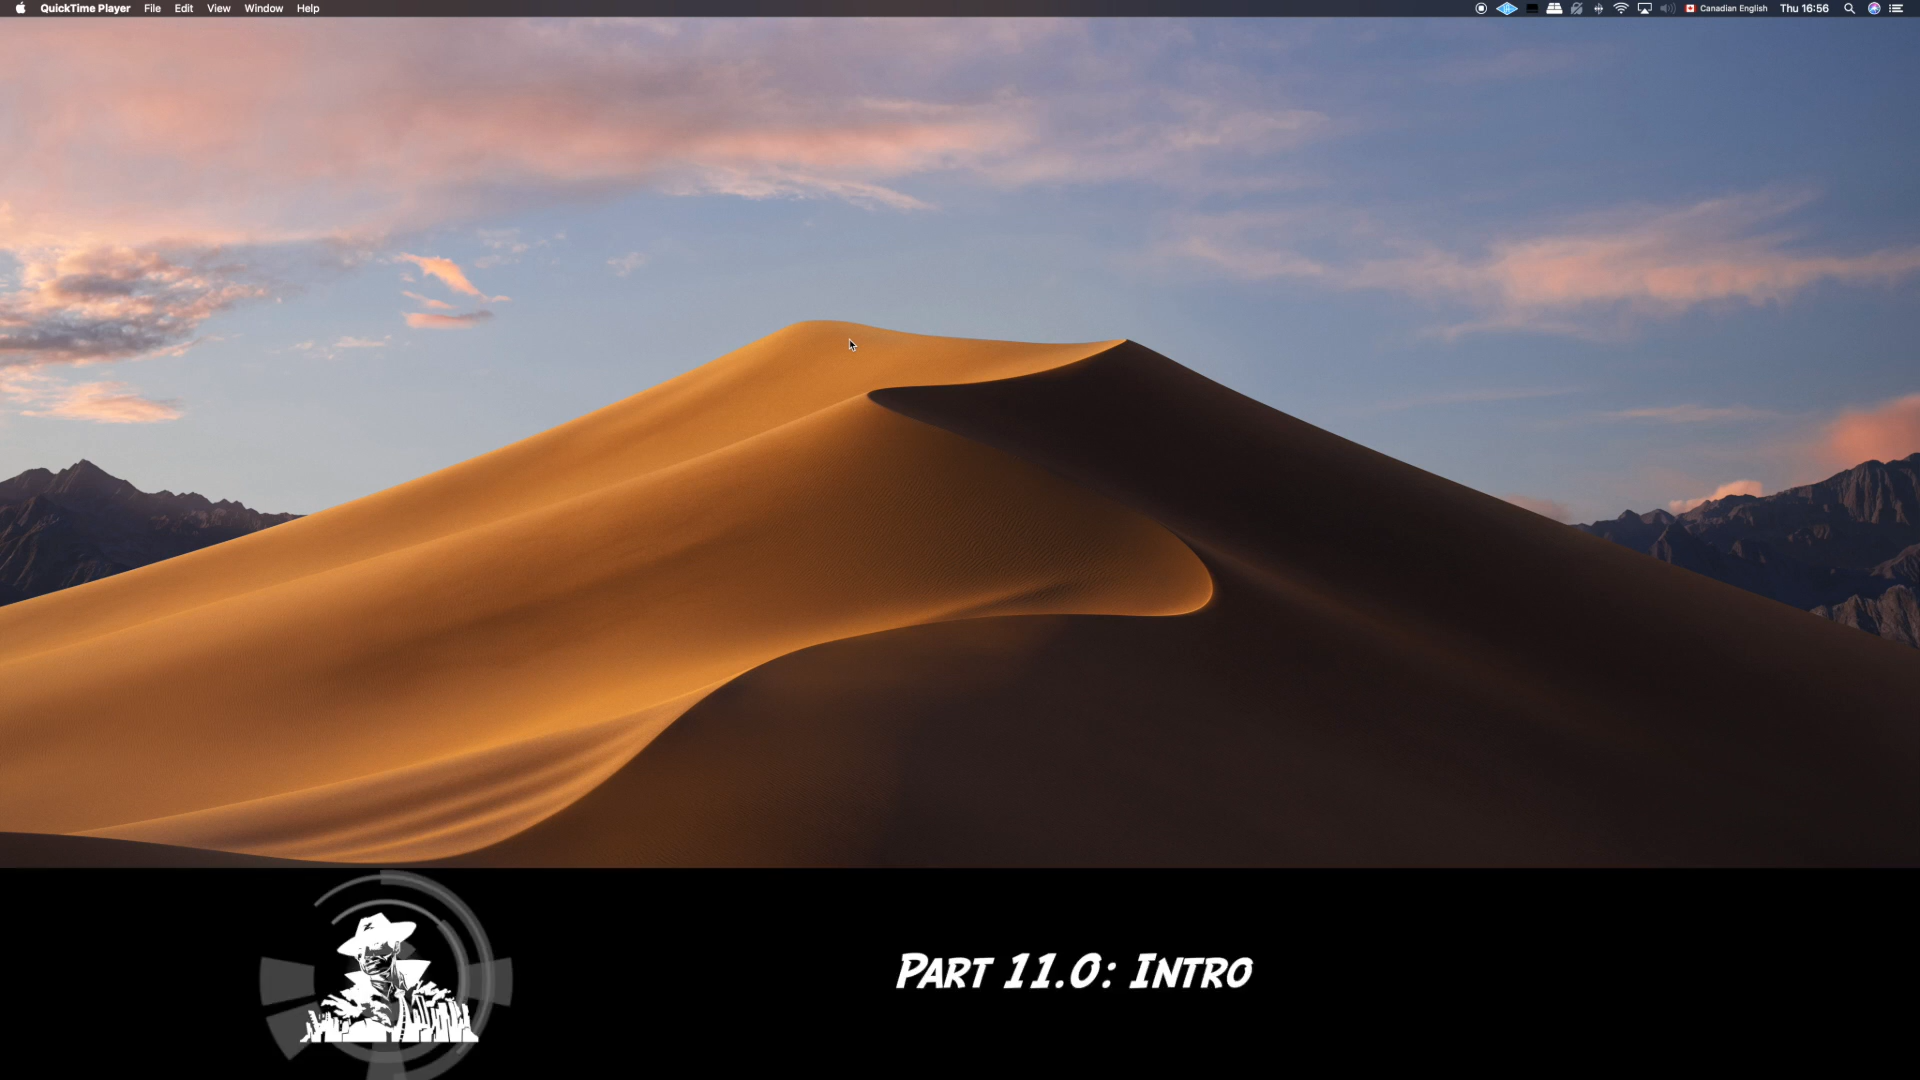 QuickTime Player File Edit View Window Help Canadian English Thu 16:56
Part 11.0: Intro